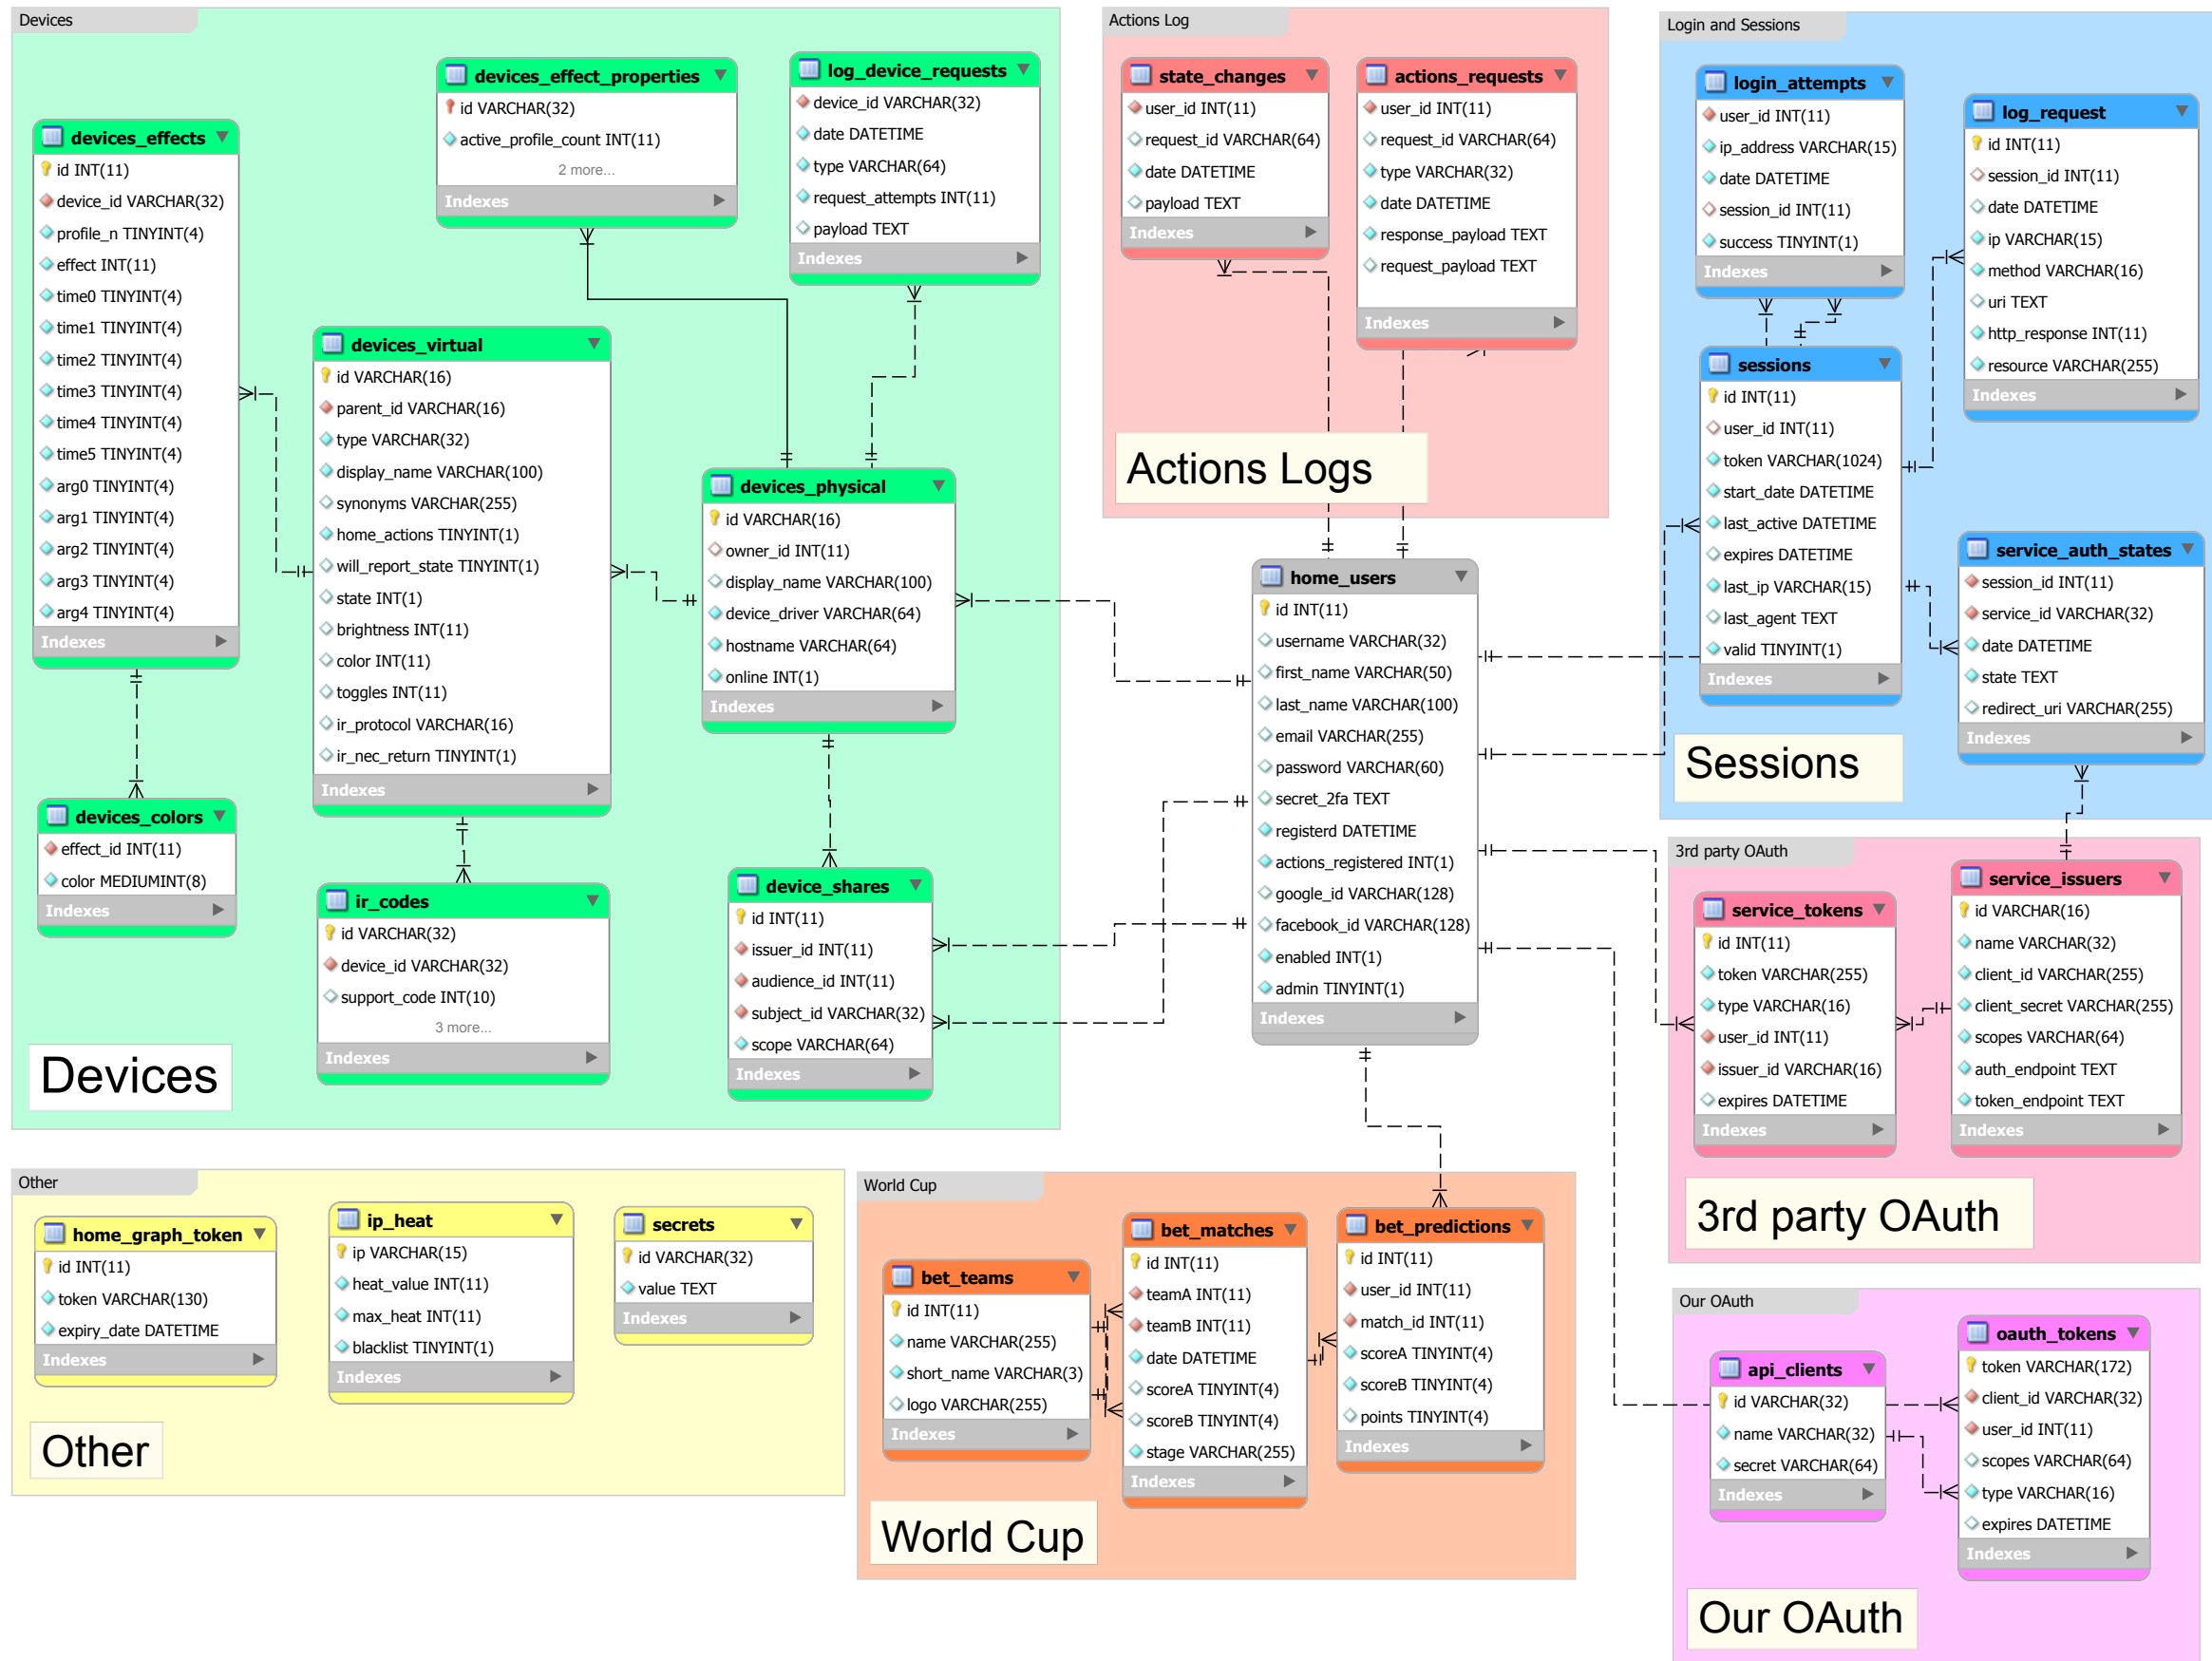 Devices
devices_effects
id INT(11)
device_id VARCHAR(32)
profile_n TINYINT(4)
effect INT(11)
time0 TINYINT(4)
time1 TINYINT(4)
time2 TINYINT(4)
time3 TINYINT(4)
time4 TINYINT(4)
time5 TINYINT(4)
arg0 TINYINT(4)
arg1 TINYINT(4)
arg2 TINYINT(4)
arg3 TINYINT(4)
arg4 TINYINT(4)
Indexes
devices_effect_properties
id VARCHAR(32)
active_profile_count INT(11)
2 more...
Indexes
log_device_requests
device_id VARCHAR(32)
date DATETIME
type VARCHAR(64)
request_attempts INT(11)
payload TEXT
Indexes
devices_virtual
id VARCHAR(16)
parent_id VARCHAR(16)
type VARCHAR(32)
display_name VARCHAR(100)
synonyms VARCHAR(255)
home_actions TINYINT(1)
will_report_state TINYINT(1)
state INT(1)
brightness INT(11)
color INT(11)
toggles INT(11)
ir_protocol VARCHAR(16)
ir_nec_return TINYINT(1)
Indexes
devices_physical
id VARCHAR(16)
owner_id INT(11)
display_name VARCHAR(100)
device_driver VARCHAR(64)
hostname VARCHAR(64)
online INT(1)
Indexes
devices_colors
effect_id INT(11)
color MEDIUMINT(8)
Indexes
ir_codes
id VARCHAR(32)
device_id VARCHAR(32)
support_code INT(10)
3 more...
Indexes
device_shares
id INT(11)
issuer_id INT(11)
audience_id INT(11)
subject_id VARCHAR(32)
scope VARCHAR(64)
Indexes
Devices
Actions Log
state_changes
user_id INT(11)
request_id VARCHAR(64)
date DATETIME
payload TEXT
Indexes
actions_requests
user_id INT(11)
request_id VARCHAR(64)
type VARCHAR(32)
date DATETIME
response_payload TEXT
request_payload TEXT
Indexes
Actions Logs
home_users
id INT(11)
username VARCHAR(32)
first_name VARCHAR(50)
last_name VARCHAR(100)
email VARCHAR(255)
password VARCHAR(60)
secret_2fa TEXT
registerd DATETIME
actions_registered INT(1)
google_id VARCHAR(128)
facebook_id VARCHAR(128)
enabled INT(1)
admin TINYINT(1)
Indexes
Login and Sessions
login_attempts
user_id INT(11)
ip_address VARCHAR(15)
date DATETIME
session_id INT(11)
success TINYINT(1)
Indexes
log_request
id INT(11)
session_id INT(11)
date DATETIME
ip VARCHAR(15)
method VARCHAR(16)
uri TEXT
http_response INT(11)
resource VARCHAR(255)
Indexes
sessions
id INT(11)
user_id INT(11)
token VARCHAR(1024)
start_date DATETIME
last_active DATETIME
expires DATETIME
last_ip VARCHAR(15)
last_agent TEXT
valid TINYINT(1)
Indexes
service_auth_states
session_id INT(11)
service_id VARCHAR(32)
date DATETIME
state TEXT
redirect_uri VARCHAR(255)
Indexes
Sessions
3rd party OAuth
service_tokens
id INT(11)
token VARCHAR(255)
type VARCHAR(16)
user_id INT(11)
issuer_id VARCHAR(16)
expires DATETIME
Indexes
service_issuers
id VARCHAR(16)
name VARCHAR(32)
client_id VARCHAR(255)
client_secret VARCHAR(255)
scopes VARCHAR(64)
auth_endpoint TEXT
token_endpoint TEXT
Indexes
3rd party OAuth
Other
home_graph_token
id INT(11)
token VARCHAR(130)
expiry_date DATETIME
Indexes
ip_heat
ip VARCHAR(15)
heat_value INT(11)
max_heat INT(11)
blacklist TINYINT(1)
Indexes
secrets
id VARCHAR(32)
value TEXT
Indexes
Other
World Cup
bet_teams
id INT(11)
name VARCHAR(255)
short_name VARCHAR(3)
logo VARCHAR(255)
Indexes
bet_matches
id INT(11)
teamA INT(11)
teamB INT(11)
date DATETIME
scoreA TINYINT(4)
scoreB TINYINT(4)
stage VARCHAR(255)
Indexes
bet_predictions
id INT(11)
user_id INT(11)
match_id INT(11)
scoreA TINYINT(4)
scoreB TINYINT(4)
points TINYINT(4)
Indexes
World Cup
Our OAuth
api_clients
id VARCHAR(32)
name VARCHAR(32)
secret VARCHAR(64)
Indexes
oauth_tokens
token VARCHAR(172)
client_id VARCHAR(32)
user_id INT(11)
scopes VARCHAR(64)
type VARCHAR(16)
expires DATETIME
Indexes
Our OAuth